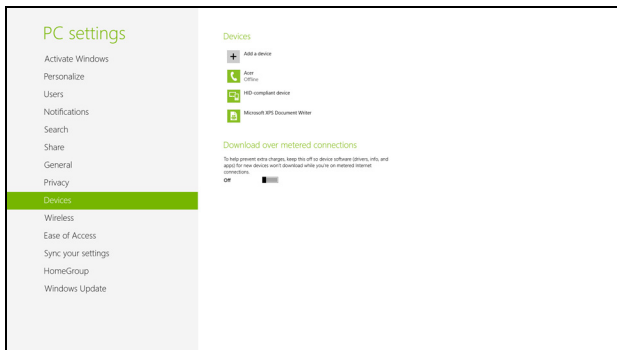 PC settings
Activate Windows
Personalize
Users
Notifications
Search
Share
General
Privacy
Devices
Wireless
Ease of Access
Sync your settings
HomeGroup
Windows Update
Devices
Add a device
Acer
Offline
HID-compliant device
Microsoft XPS Document Writer
Download over metered connections
To help prevent extra charges, keep this off so device software (drivers, info, and
apps) for new devices won't download while you're on metered Internet
connections.
Off